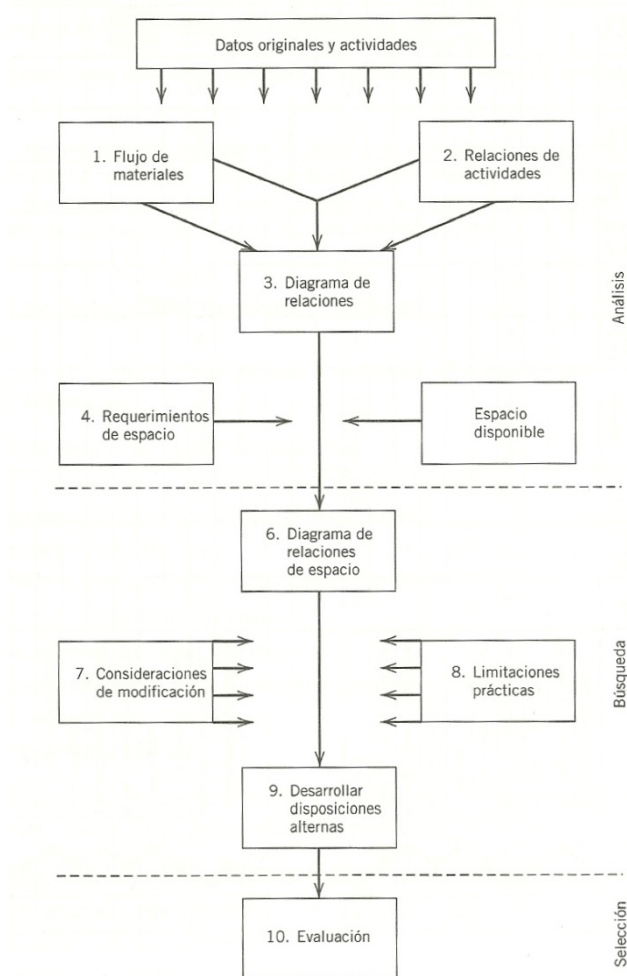 Datos originales y actividades
1. Flujo de
materiales
2. Relaciones de
actividades
3. Diagrama de
relaciones
Análisis
4. Requerimientos
de espacio
Espacio
disponible
6. Diagrama de
relaciones
de espacio
7. Consideraciones
de modificación
8. Limitaciones
prácticas
Búsqueda
9. Desarrollar
disposiciones
alternas
10. Evaluación
Selección